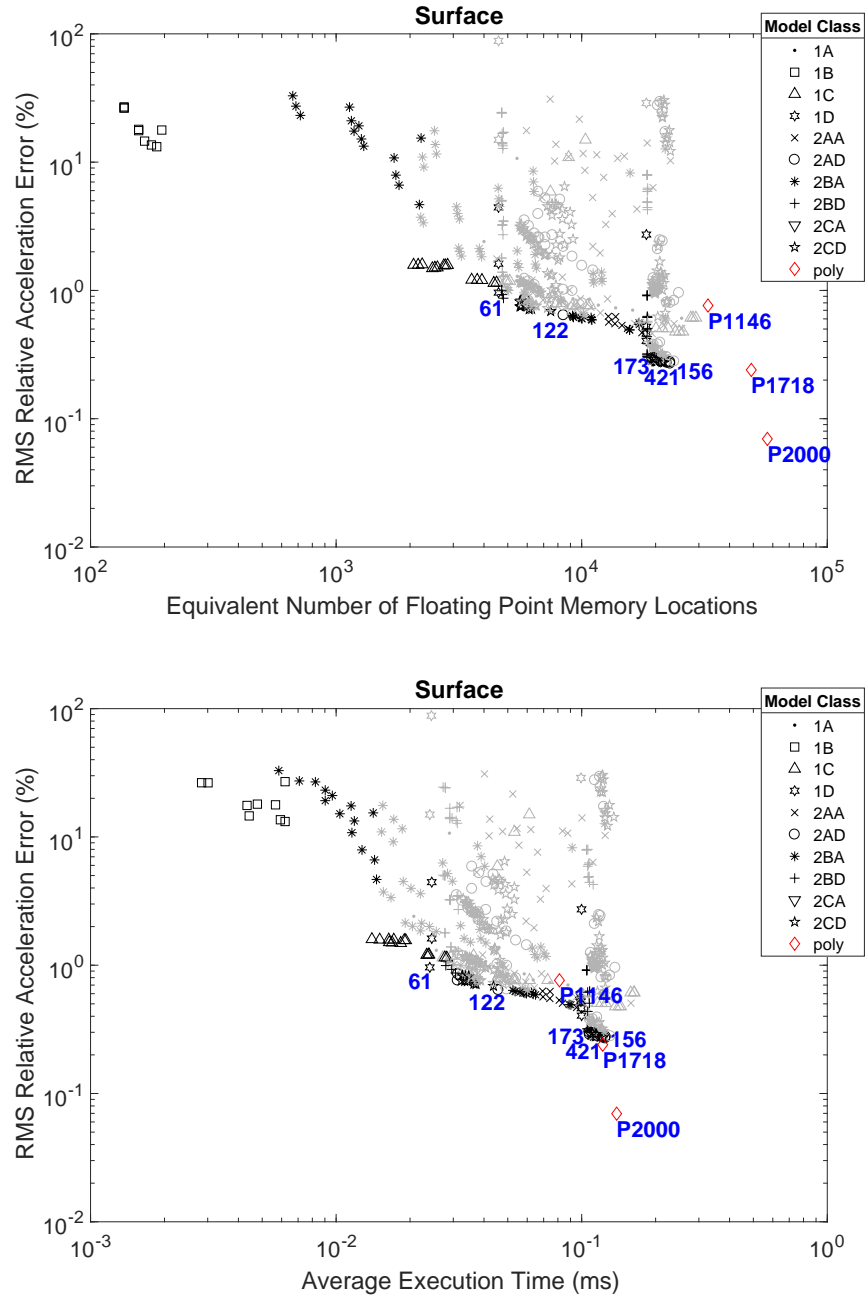 Surface
10^2
10^1
10^0
10^-1
10^-2
RMS Relative Acceleration Error (%)
10^2
10^3
10^4
10^5
Equivalent Number of Floating Point Memory Locations
61
122
173
421
156
P1146
P1718
P2000
Model Class
1A
1B
1C
1D
2AA
2AD
2BA
2BD
2CA
2CD
poly
Surface
10^2
10^1
10^0
10^-1
10^-2
RMS Relative Acceleration Error (%)
10^-3
10^-2
10^-1
10^0
Average Execution Time (ms)
61
122
P1146
173
156
421
P1718
P2000
Model Class
1A
1B
1C
1D
2AA
2AD
2BA
2BD
2CA
2CD
poly